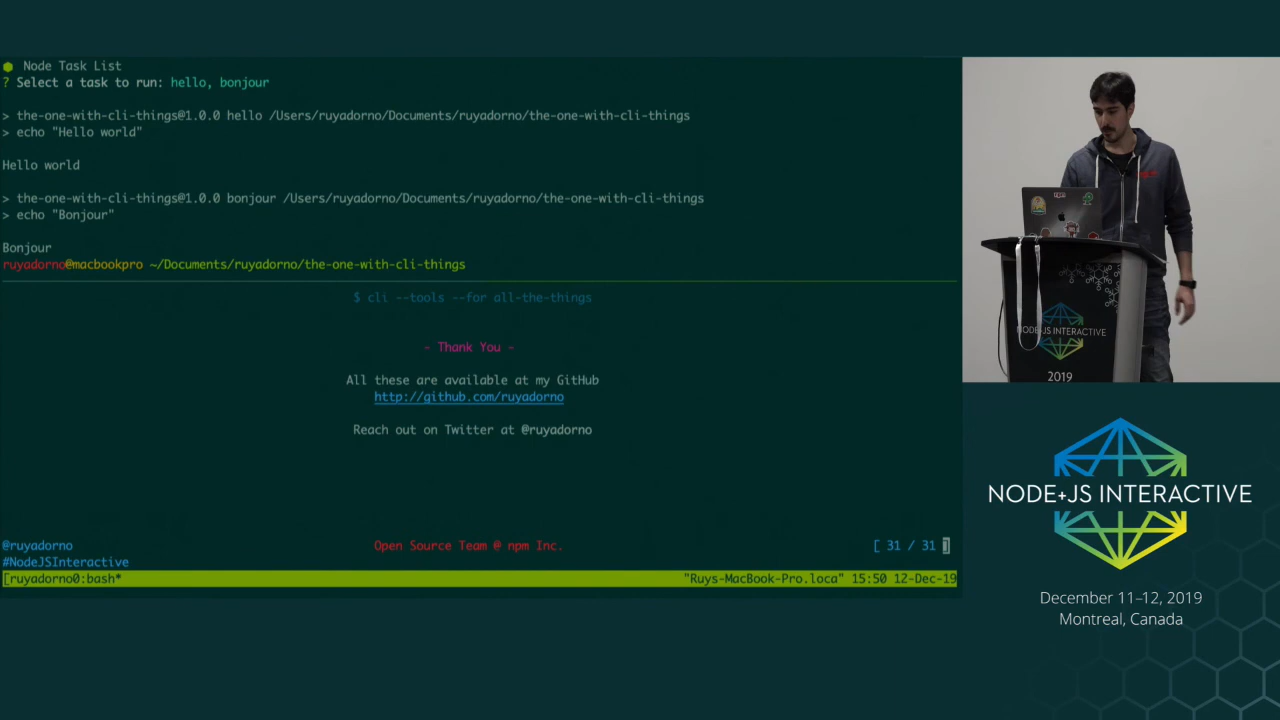 Node Task List
? Select a task to run: hello, bonjour
> the-one-with-cli-things@1.0.0 hello /Users/ruyadorno/Documents/ruyadorno/the-one-with-cli-things
> echo "Hello world"
Hello world
> the-one-with-cli-things@1.0.0 bonjour /Users/ruyadorno/Documents/ruyadorno/the-one-with-cli-things
> echo "Bonjour"
Bonjour
ruyadorno@macbookpro ~/Documents/ruyadorno/the-one-with-cli-things
$ cli --tools --for all-the-things
~ Thank You ~
All these are available at my GitHub
http://github.com/ruyadorno
Reach out on Twitter at @ruyadorno
@ruyadorno
Open Source Team @ npm Inc.
[ 31 / 31 ]
#NodeJSInteractive
[ruyadorno0:bash*
"Ruys-MacBook-Pro.loca" 15:50 12-Dec-19
NODE+JS INTERACTIVE
2019
NODE+JS INTERACTIVE
December 11–12, 2019
Montreal, Canada